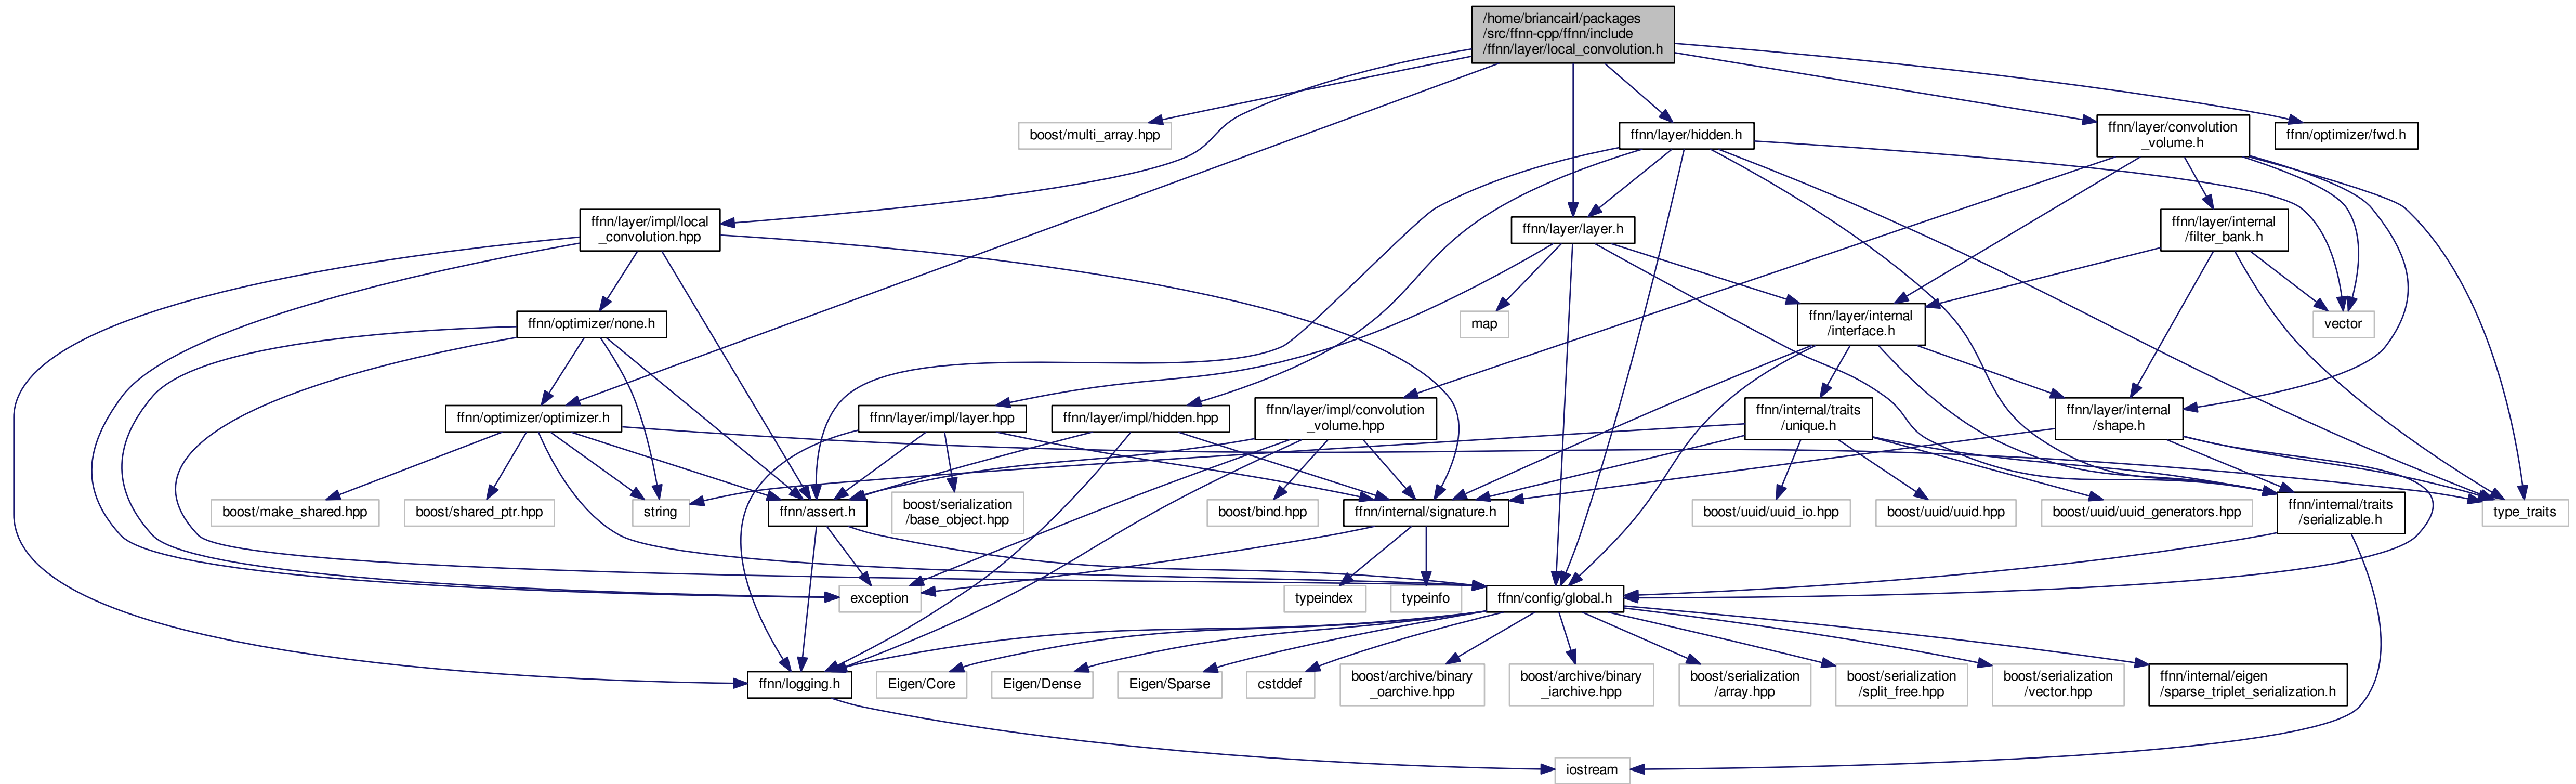 /home/briancairl/packages
/src/ffnn-cpp/ffnn/include
/ffnn/layer/local_convolution.h
boost/multi_array.hpp
ffnn/layer/hidden.h
ffnn/layer/convolution
_volume.h
ffnn/optimizer/fwd.h
ffnn/layer/impl/local
_convolution.hpp
ffnn/layer/layer.h
ffnn/layer/internal
/filter_bank.h
ffnn/optimizer/none.h
map
ffnn/layer/internal
/interface.h
vector
ffnn/optimizer/optimizer.h
ffnn/layer/impl/layer.hpp
ffnn/layer/impl/hidden.hpp
ffnn/layer/impl/convolution
_volume.hpp
ffnn/internal/traits
/unique.h
ffnn/layer/internal
/shape.h
boost/make_shared.hpp
boost/shared_ptr.hpp
string
ffnn/assert.h
boost/serialization
/base_object.hpp
boost/bind.hpp
ffnn/internal/signature.h
boost/uuid/uuid_io.hpp
boost/uuid/uuid.hpp
boost/uuid/uuid_generators.hpp
ffnn/internal/traits
/serializable.h
type_traits
exception
typeindex
typeinfo
ffnn/config/global.h
ffnn/logging.h
Eigen/Core
Eigen/Dense
Eigen/Sparse
cstddef
boost/archive/binary
_oarchive.hpp
boost/archive/binary
_iarchive.hpp
boost/serialization
/array.hpp
boost/serialization
/split_free.hpp
boost/serialization
/vector.hpp
ffnn/internal/eigen
/sparse_triplet_serialization.h
iostream